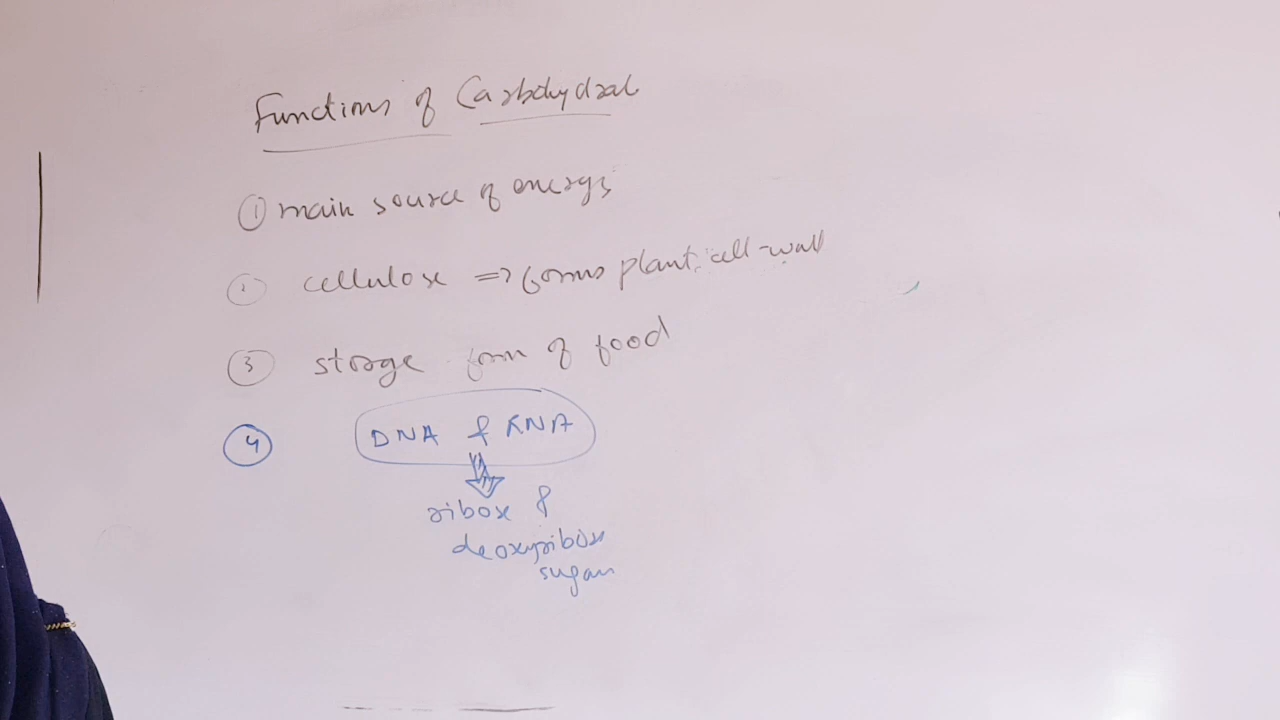 Functions of Carbohydrat
① main source of energy
② cellulose => forms plant cell-wall
③ storage form of food
④ DNA & RNA
ribose &
deoxyribose
sugar